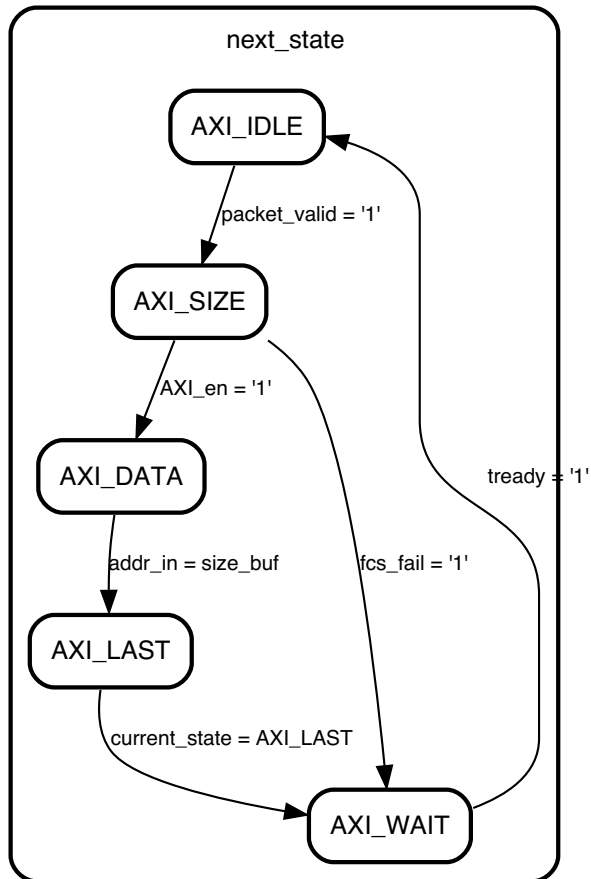 next_state
AXI_IDLE
packet_valid = '1'
AXI_SIZE
AXI_en = '1'
AXI_DATA
tready = '1'
addr_in = size_buf
fcs_fail = '1'
AXI_LAST
current_state = AXI_LAST
AXI_WAIT